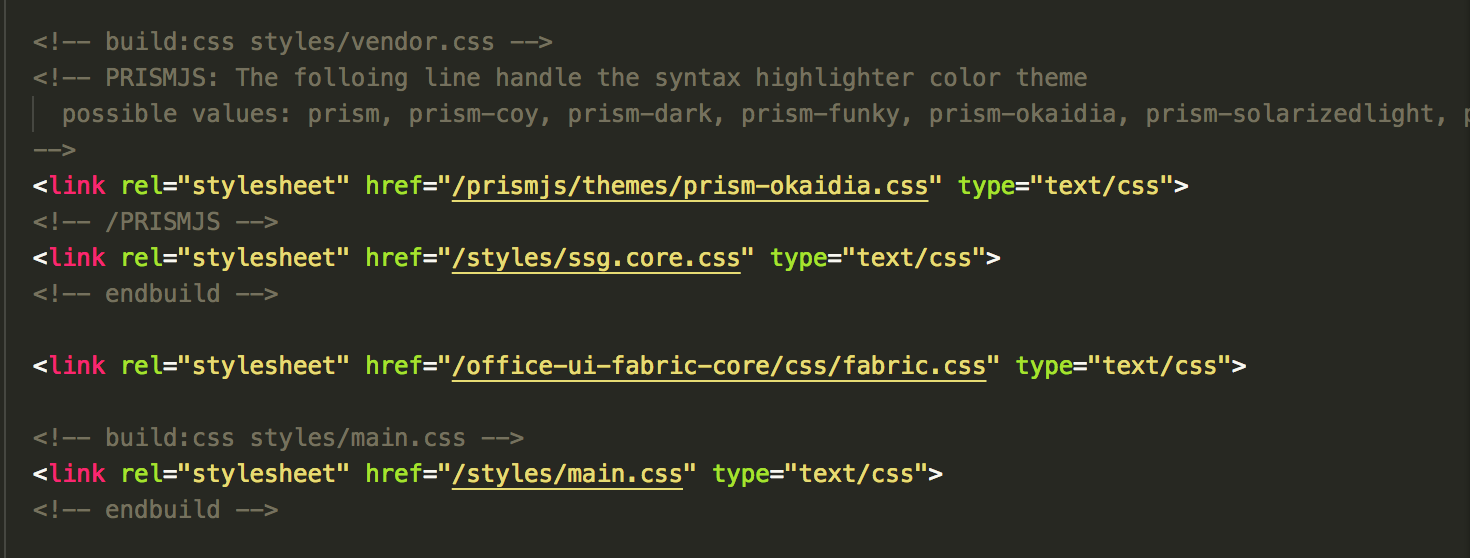 <!-- build:css styles/vendor.css -->
<!-- PRISMJS: The folloing line handle the syntax highlighter color theme
possible values: prism, prism-coy, prism-dark, prism-funky, prism-okaidia, prism-solarizedlight,
-->
<link rel="stylesheet" href="/prismjs/themes/prism-okaidia.css" type="text/css">
<!-- /PRISMJS -->
<link rel="stylesheet" href="/styles/ssg.core.css" type="text/css">
<!-- endbuild -->
<link rel="stylesheet" href="/office-ui-fabric-core/css/fabric.css" type="text/css">
<!-- build:css styles/main.css -->
<link rel="stylesheet" href="/styles/main.css" type="text/css">
<!-- endbuild -->